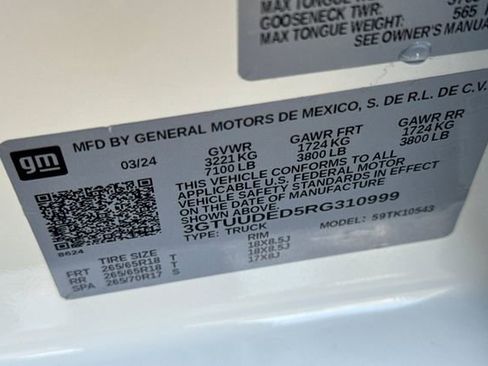 MAX TONGUE
GOOSENECK TWR:
MAX TONGUE WEIGHT: 565
SEE OWNER'S MANUA
MFD BY GENERAL MOTORS DE MEXICO, S. DE R.L. DE C.V.
gm
03/24 GVWR GAWR FRT GAWR RR
3221 KG 1724 KG 1724 KG
7100 LB 3800 LB 3800 LB
THIS VEHICLE CONFORMS TO ALL
APPLICABLE U.S. FEDERAL MOTOR
VEHICLE SAFETY STANDARDS IN EFFECT
ON THE DATE OF MANUFACTURE
SHOWN ABOVE.
3GTUUDED5RG310999
TYPE: TRUCK MODEL: 59TK10543
8624
TIRE SIZE RIM
FRT 265/65R18 T 18X8.5J
RR 265/65R18 T 18X8.5J
SPA 265/70R17 S 17X8J